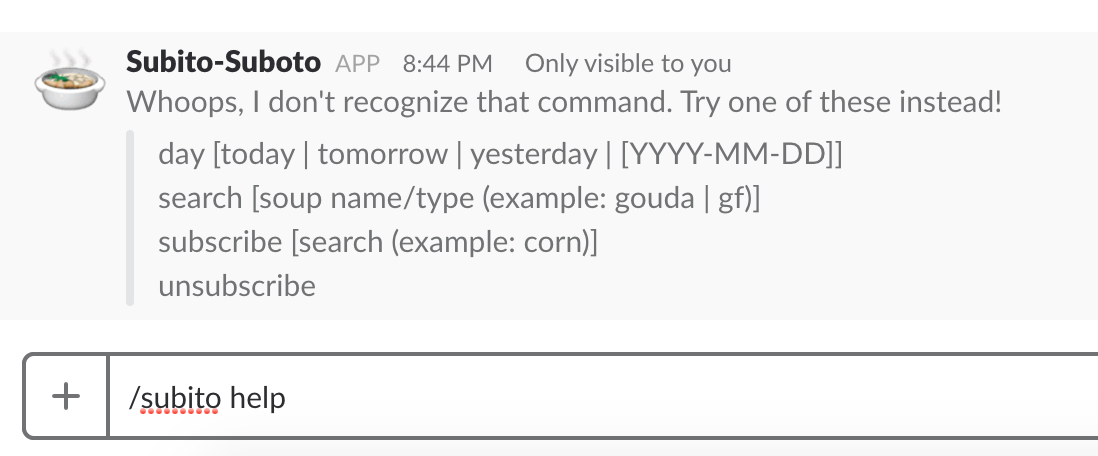 Subito-Suboto APP 8:44 PM Only visible to you
Whoops, I don't recognize that command. Try one of these instead!
day [today | tomorrow | yesterday | [YYYY-MM-DD]]
search [soup name/type (example: gouda | gf)]
subscribe [search (example: corn)]
unsubscribe
/subito help